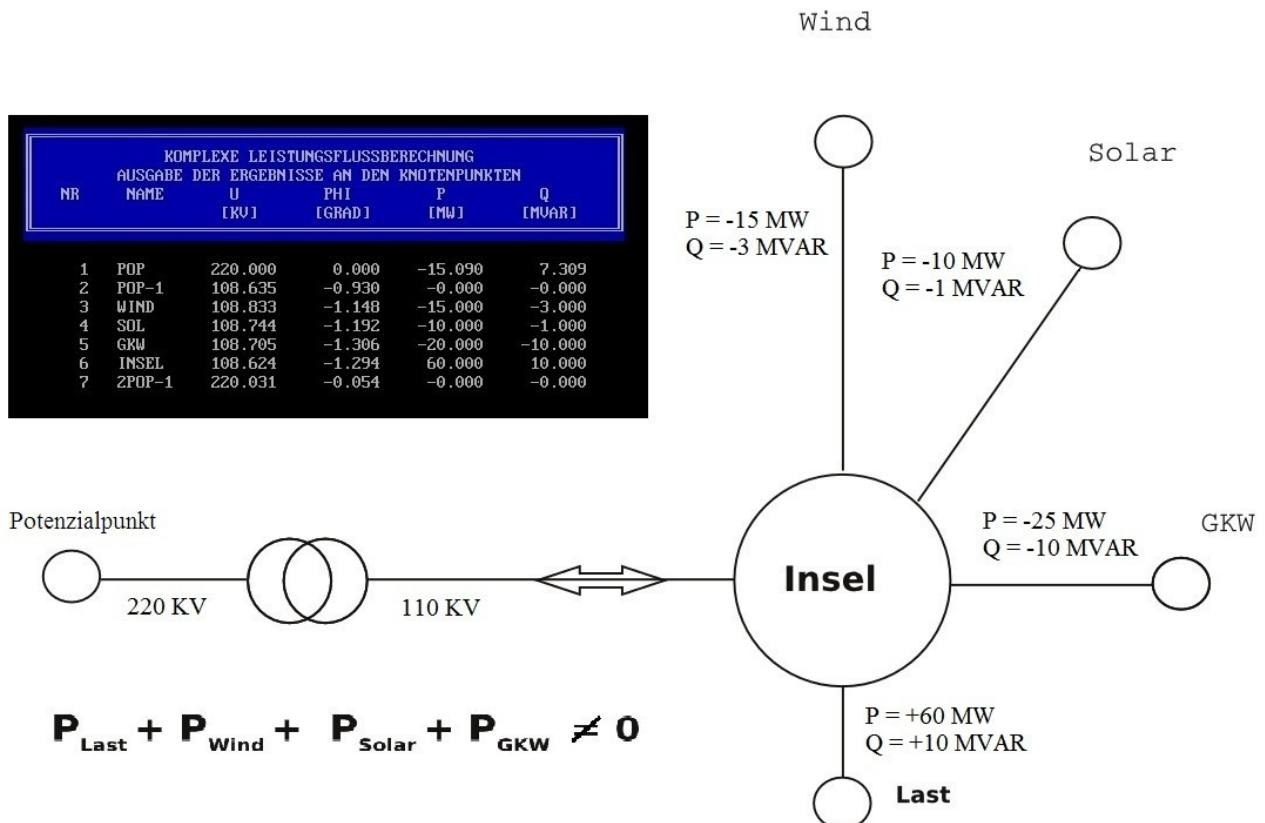 Wind
Solar
KOMPLEXE LEISTUNGSFLUSSBERECHNUNG
AUSGABE DER ERGEBNISSE AN DEN KNOTENPUNKTEN
NR NAME U PHI P Q
[KV] [GRAD] [MW] [MVAR]
1 POP 220.000 0.000 -15.090 7.309
2 POP-1 108.635 -0.930 -0.000 -0.000
3 WIND 108.833 -1.148 -15.000 -3.000
4 SOL 108.744 -1.192 -10.000 -1.000
5 GKW 108.705 -1.306 -20.000 -10.000
6 INSEL 108.624 -1.294 60.000 10.000
7 2POP-1 220.031 -0.054 -0.000 -0.000
P = -15 MW
Q = -3 MVAR
P = -10 MW
Q = -1 MVAR
Potenzialpunkt
220 KV
110 KV
Insel
P = -25 MW
Q = -10 MVAR
GKW
P = +60 MW
Q = +10 MVAR
Last
P Last + P Wind + P Solar + P GKW ≠ 0